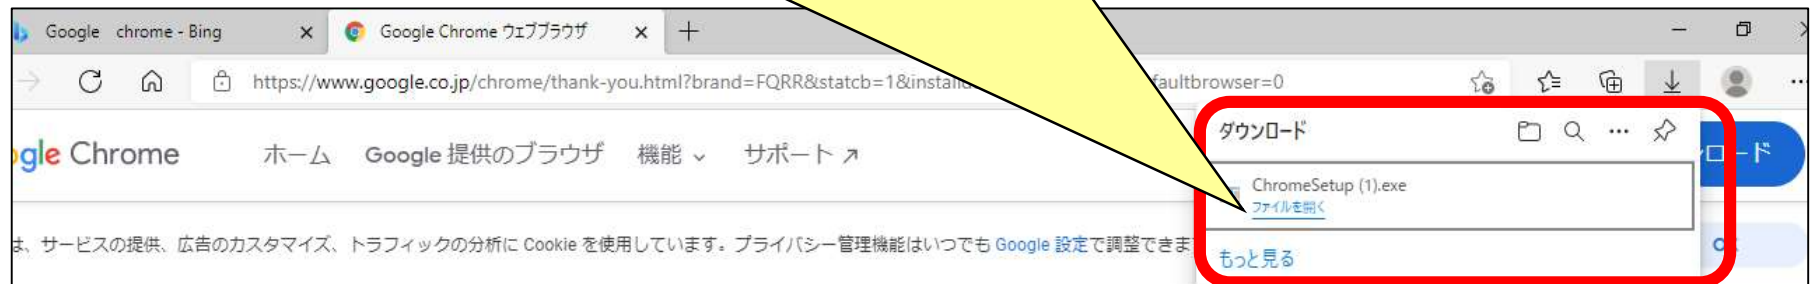 Google chrome - Bing
Google Chrome ウェブブラウザ
https://www.google.co.jp/chrome/thank-you.html?brand=FQRR&statcb=1&installd
faultbrowser=0
ogle Chrome
ホーム Google 提供のブラウザ 機能 サポート
ダウンロード
ンロード
ChromeSetup (1).exe
ファイルを開く
もっと見る
は、サービスの提供、広告のカスタマイズ、トラフィックの分析に Cookie を使用しています。プライバシー管理機能はいつでも Google 設定で調整できま